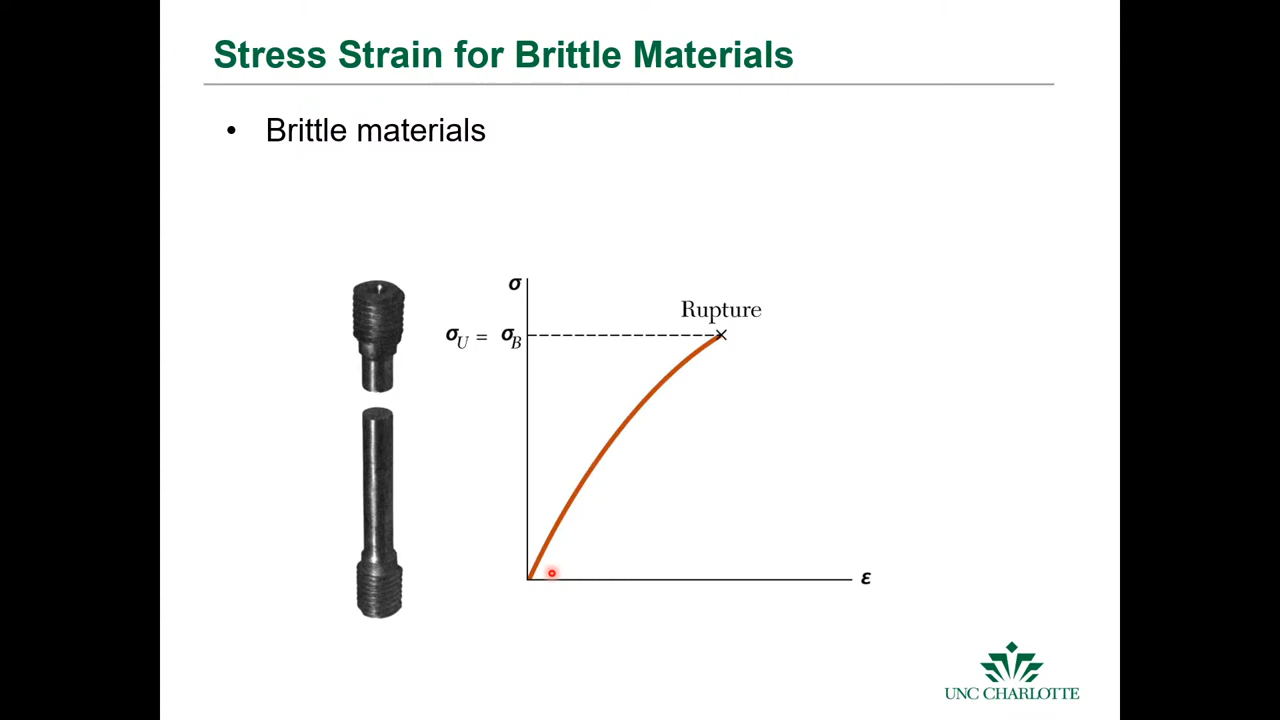 Stress Strain for Brittle Materials
• Brittle materials
σ
Rupture
σU = σB
ε
UNC CHARLOTTE